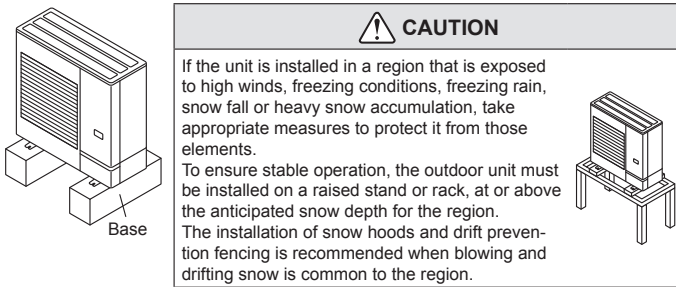 CAUTION
If the unit is installed in a region that is exposed
to high winds, freezing conditions, freezing rain,
snow fall or heavy snow accumulation, take
appropriate measures to protect it from those
elements.
To ensure stable operation, the outdoor unit must
be installed on a raised stand or rack, at or above
the anticipated snow depth for the region.
The installation of snow hoods and drift preven-
tion fencing is recommended when blowing and
drifting snow is common to the region.
Base